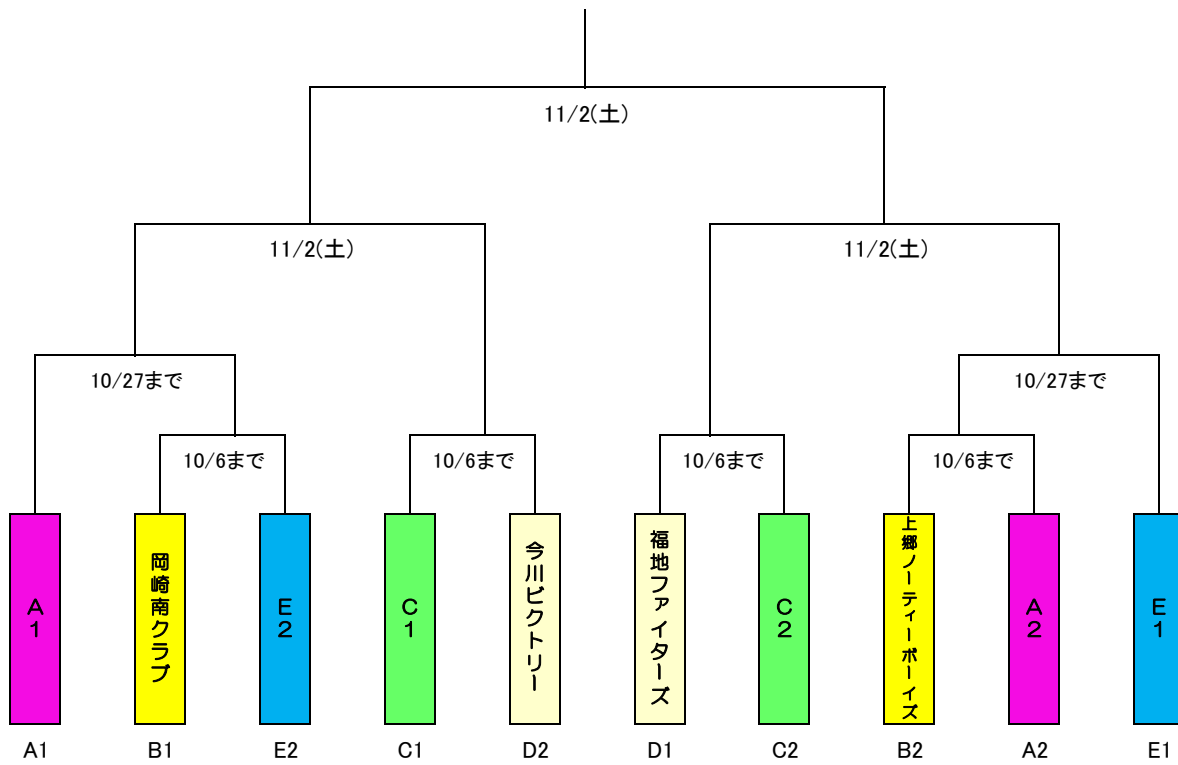 11/2(土)
11/2(土)
11/2(土)
10/27まで
10/27まで
10/6まで
10/6まで
10/6まで
10/6まで
A1
岡崎南クラブ
E2
C1
今川ビクトリー
福地ファイターズ
C2
上郷ノーティーボーイズ
A2
E1
A1
B1
E2
C1
D2
D1
C2
B2
A2
E1